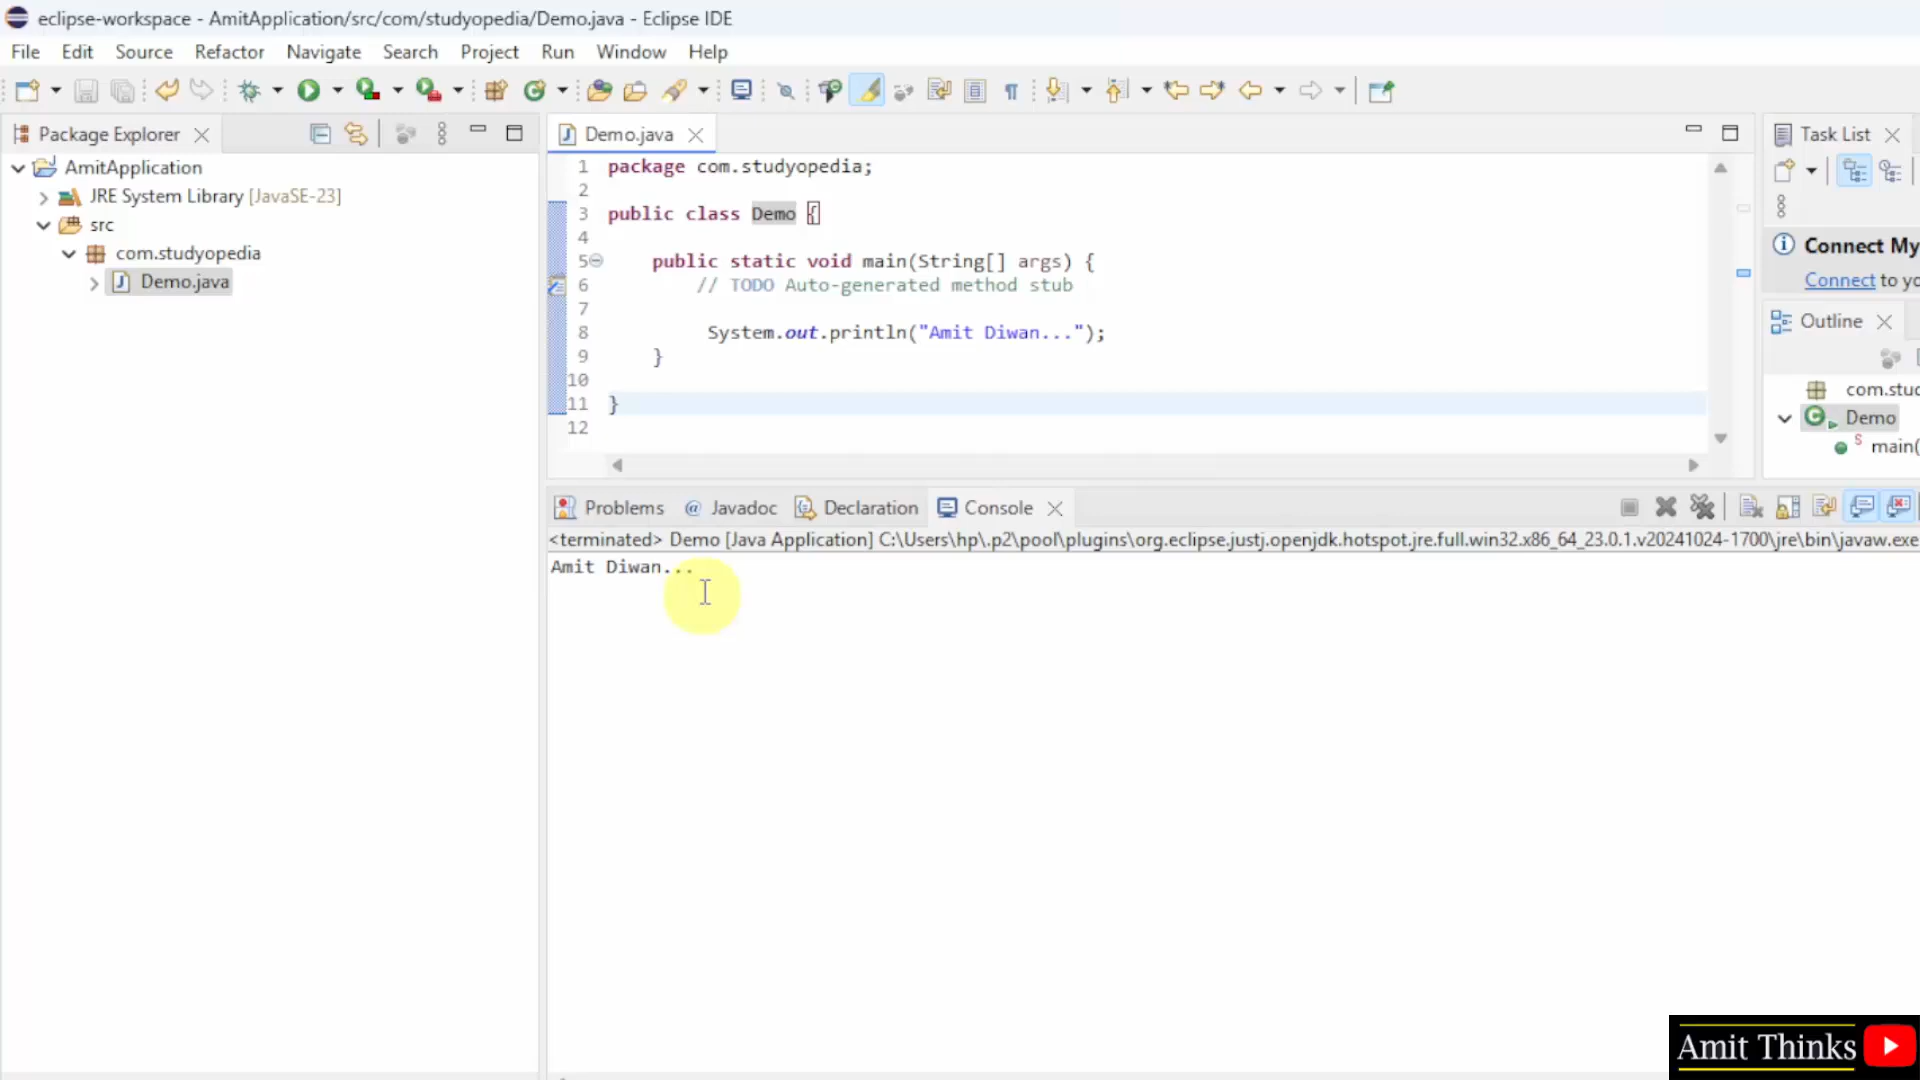 eclipse-workspace - AmitApplication/src/com/studyopedia/Demo.java - Eclipse IDE
File Edit Source Refactor Navigate Search Project Run Window Help
Package Explorer
AmitApplication
JRE System Library [JavaSE-23]
src
com.studyopedia
Demo.java
Demo.java
1 package com.studyopedia;
2
3 public class Demo {
4
5 public static void main(String[] args) {
6 // TODO Auto-generated method stub
7
8 System.out.println("Amit Diwan...");
9 }
10
11 }
12
Task List
Connect My
Connect to yo
Outline
com.stud
Demo
S main(
Problems @ Javadoc Declaration Console
<terminated> Demo [Java Application] C:\Users\hp\.p2\pool\plugins\org.eclipse.justj.openjdk.hotspot.jre.full.win32.x86_64_23.0.1.v20241024-1700\jre\bin\javaw.exe
Amit Diwan...
Amit Thinks